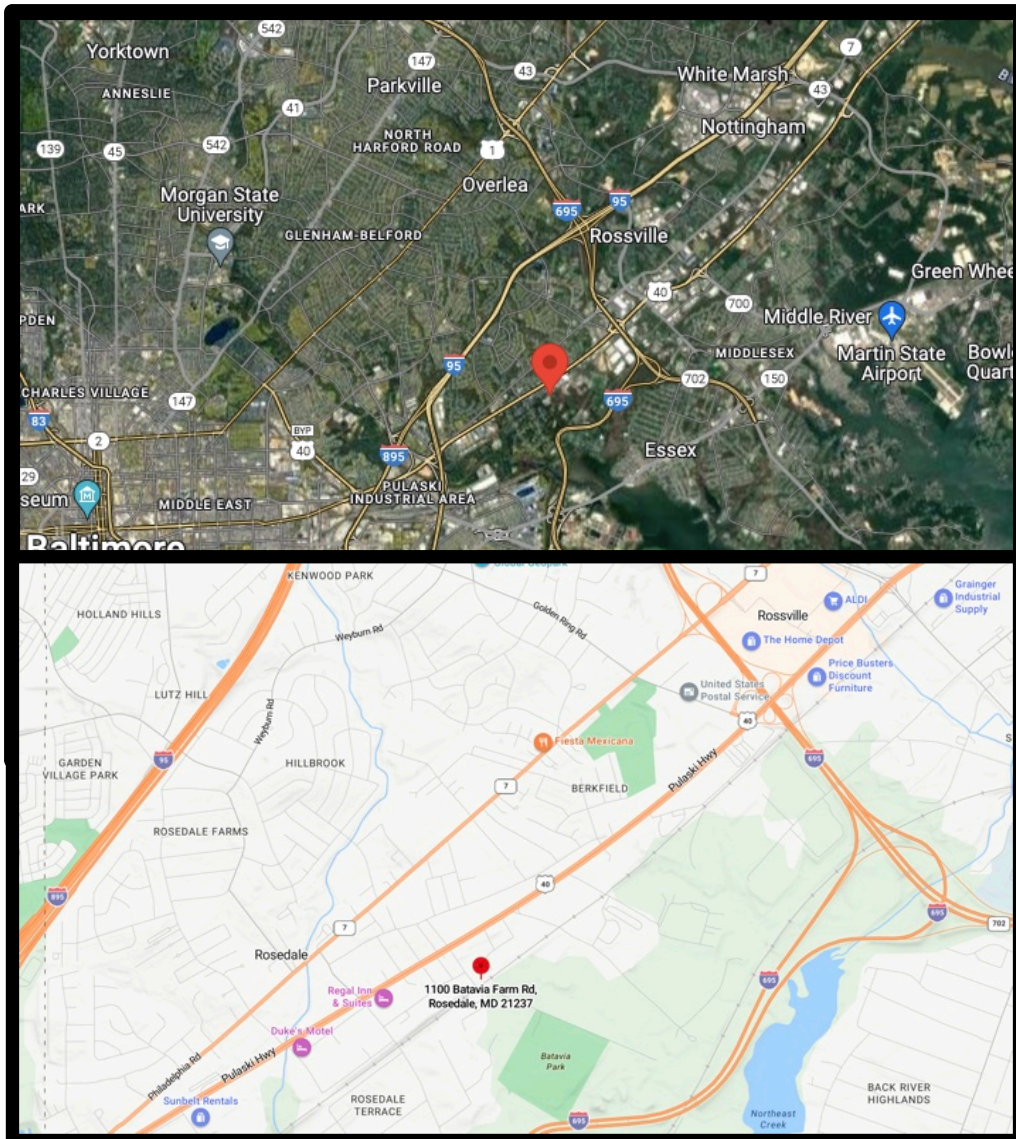 542
7
Yorktown
147
43
White Marsh
Parkville
ANNESLIE
43
41
Nottingham
NORTH
HARFORD ROAD
139
45
542
1
Overlea
Morgan State
University
695
95
ARK
GLENHAM-BELFORD
Rossville
Green Whee
40
700
PDEN
Middle River
MIDDLESEX
Martin State
Airport
Bowl
Quart
95
702
150
CHARLES VILLAGE
147
695
83
2
BYP
40
895
Essex
29
seum
MIDDLE EAST
PULASKI
INDUSTRIAL AREA
Baltimore
Global Geopark
KENWOOD PARK
7
HOLLAND HILLS
Golden Ring Rd
Rossville
ALDI
Grainger
Industrial
Supply
Weyburn Rd
The Home Depot
Price Busters
Discount
Furniture
LUTZ HILL
United States
Postal Service
Weyburn Rd
40
Fiesta Mexicana
95
GARDEN
VILLAGE PARK
HILLBROOK
Pulaski Hwy
695
7
BERKFIELD
S
ROSEDALE FARMS
895
40
695
702
7
Rosedale
695
Regal Inn
& Suites
1100 Batavia Farm Rd,
Rosedale, MD 21237
Duke's Motel
Philadelphia Rd
Pulaski Hwy
Batavia
Park
Sunbelt Rentals
ROSEDALE
TERRACE
BACK RIVER
HIGHLANDS
695
Northeast
Creek